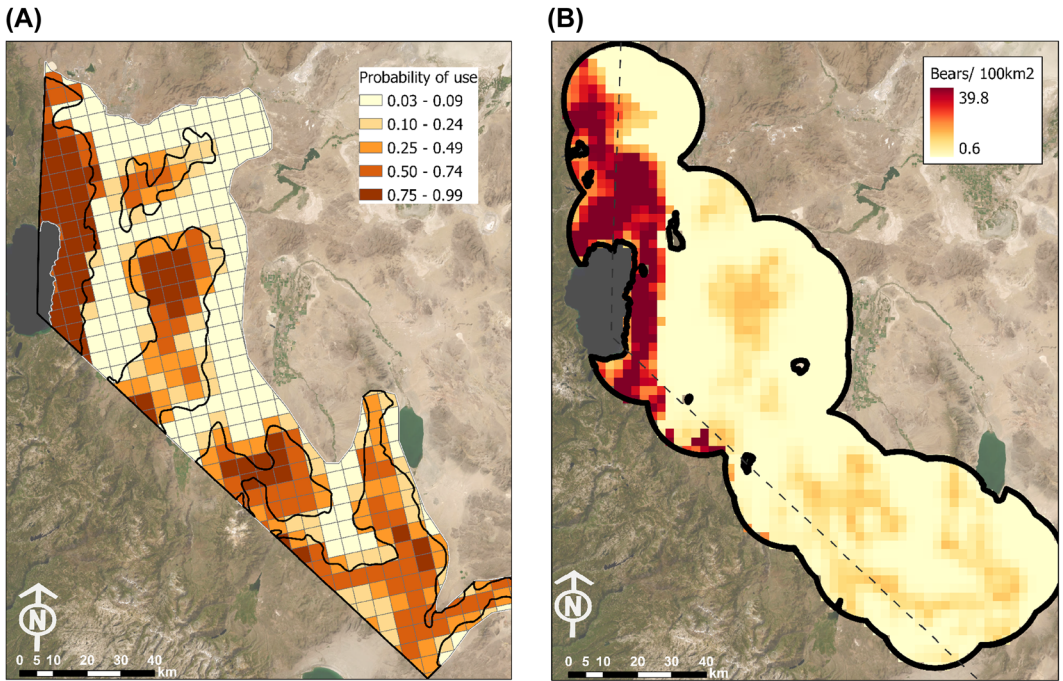 (A)
Probability of use
0.03 - 0.09
0.10 - 0.24
0.25 - 0.49
0.50 - 0.74
0.75 - 0.99
N
0 5 10 20 30 40
km
(B)
Bears/ 100km2
39.8
0.6
N
0 5 10 20 30 40
km